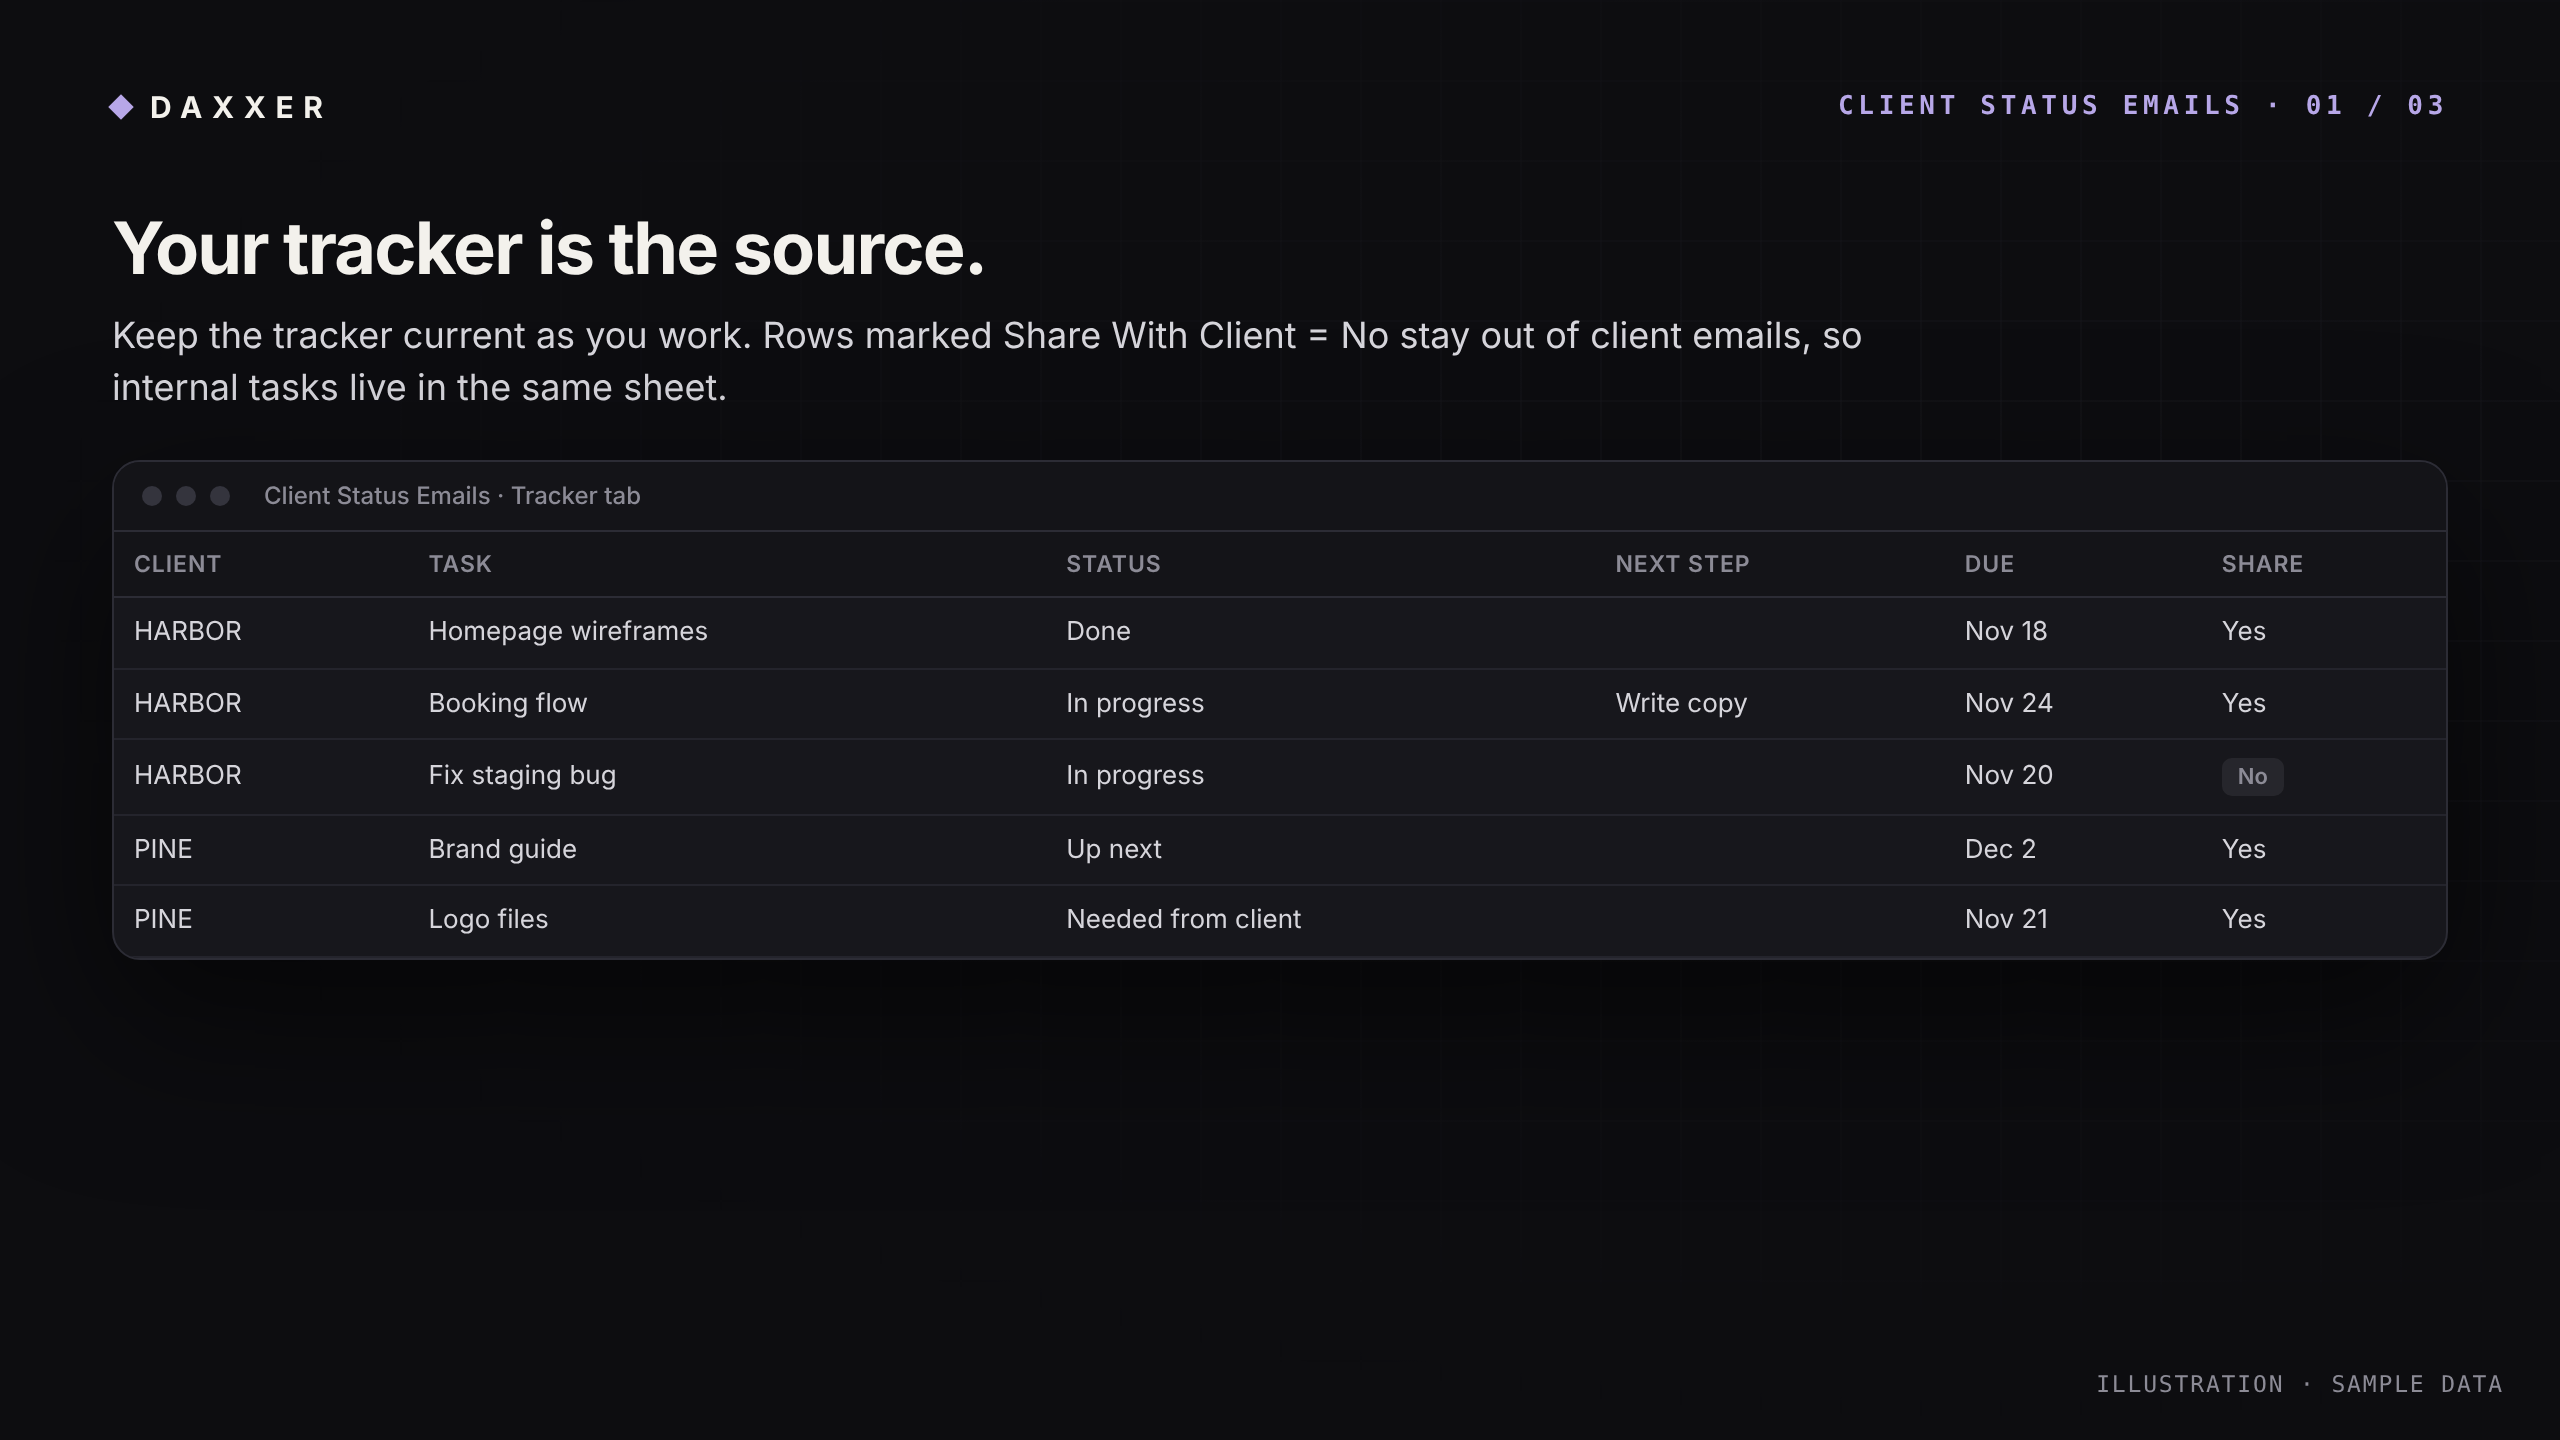 DAXXER
CLIENT STATUS EMAILS · 01 / 03
Your tracker is the source.
Keep the tracker current as you work. Rows marked Share With Client = No stay out of client emails, so
internal tasks live in the same sheet.
Client Status Emails · Tracker tab
CLIENT TASK STATUS NEXT STEP DUE SHARE
HARBOR Homepage wireframes Done Nov 18 Yes
HARBOR Booking flow In progress Write copy Nov 24 Yes
HARBOR Fix staging bug In progress Nov 20 No
PINE Brand guide Up next Dec 2 Yes
PINE Logo files Needed from client Nov 21 Yes
ILLUSTRATION · SAMPLE DATA